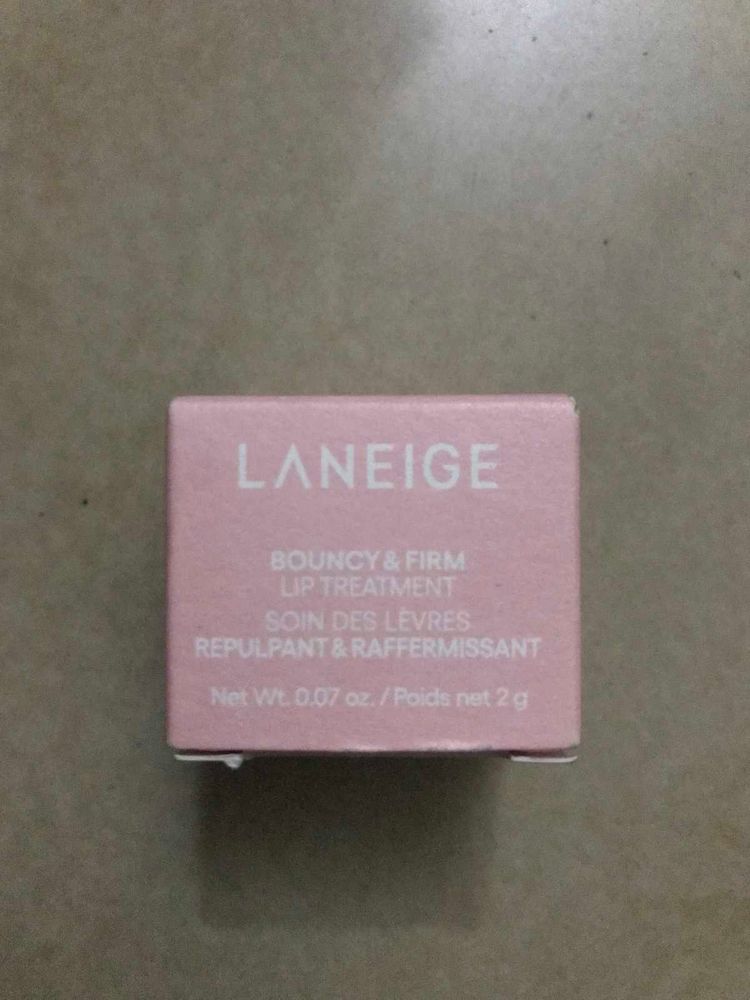 LANEIGE
BOUNCY & FIRM
LIP TREATMENT
SOIN DES LÈVRES
REPULPANT & RAFFERMISSANT
Net Wt. 0.07 oz. / Poids net 2 g